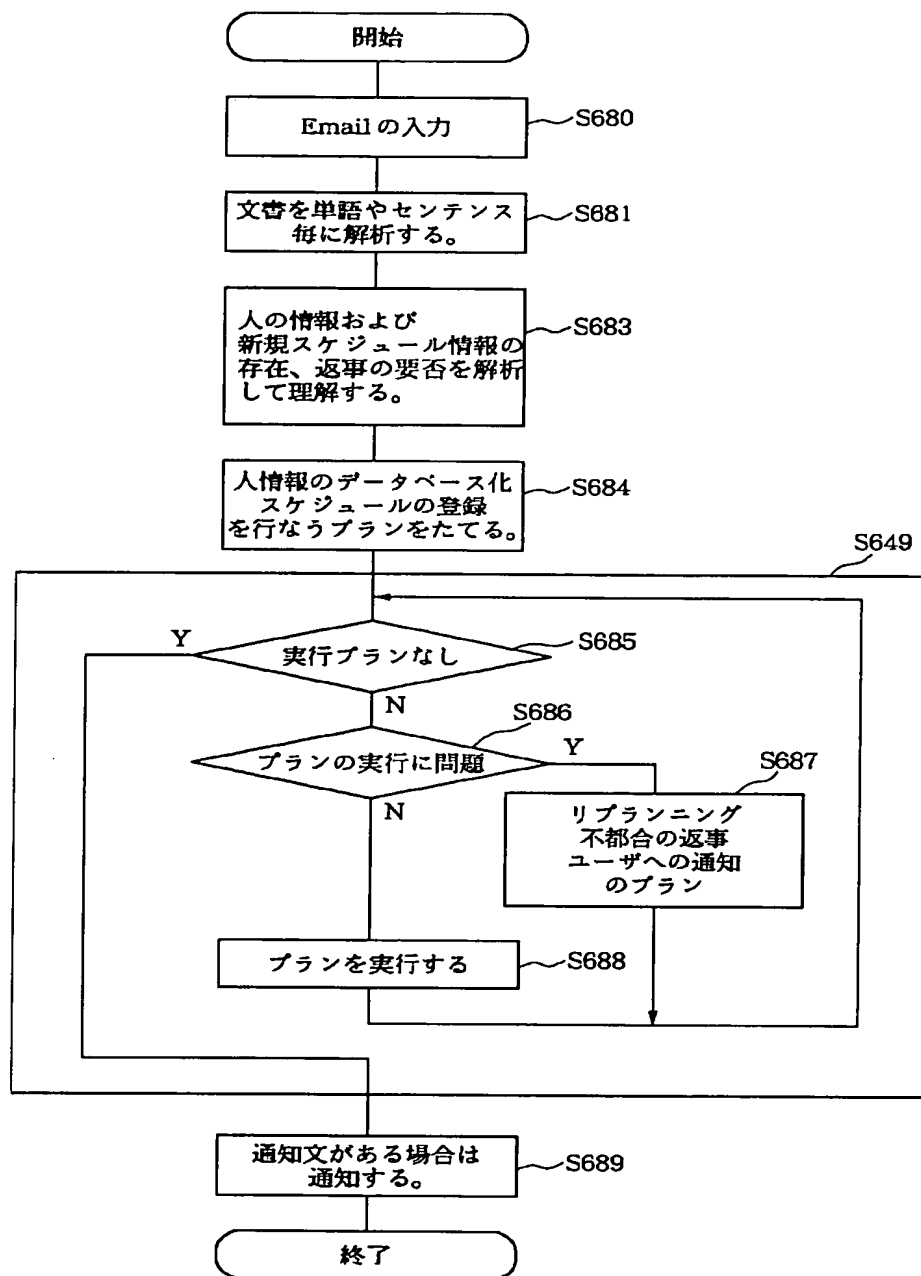 開始
Emailの入力
S680
文書を単語やセンテンス
毎に解析する。
S681
人の情報および
新規スケジュール情報の
存在、返事の要否を解析
して理解する。
S683
人情報のデータベース化
スケジュールの登録
を行なうプランをたてる。
S684
S649
Y
実行プランなし
S685
N
S686
プランの実行に問題
Y
N
S687
リプランニング
不都合の返事
ユーザへの通知
のプラン
プランを実行する
S688
通知文がある場合は
通知する。
S689
終了